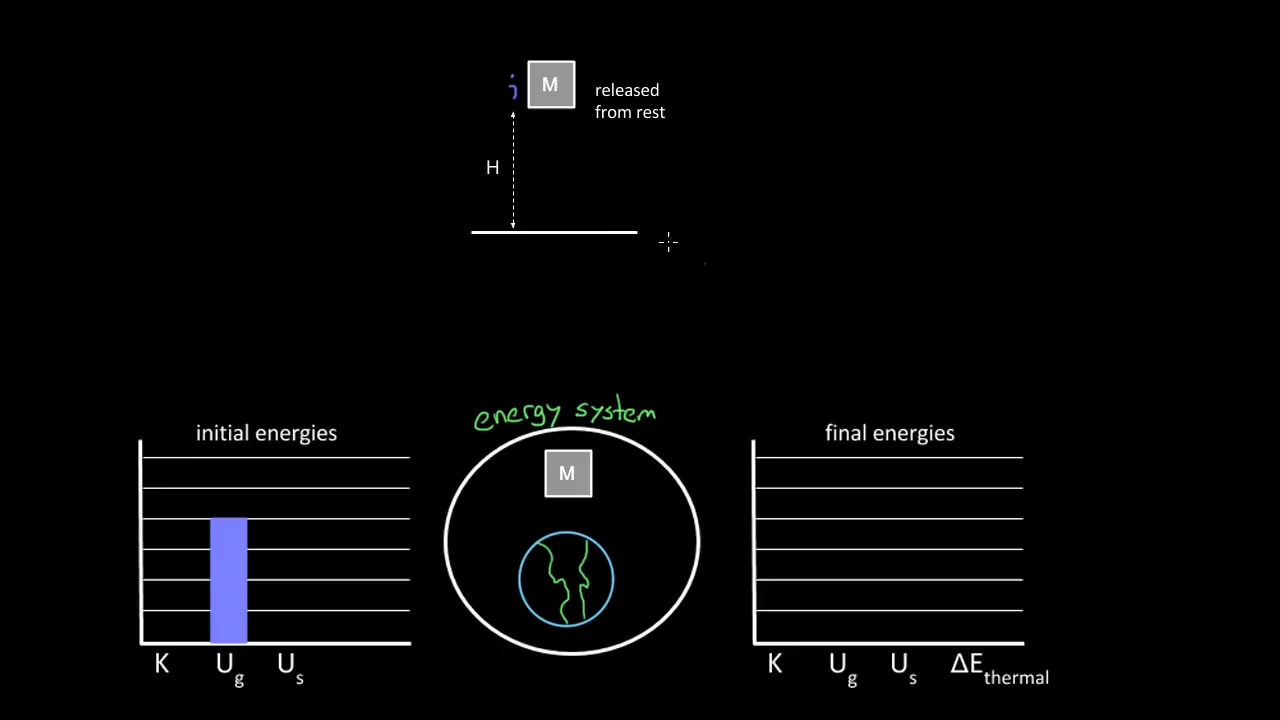 M
released
from rest
H
energy system
initial energies
M
final energies
K Ug Us
K Ug Us ΔEthermal